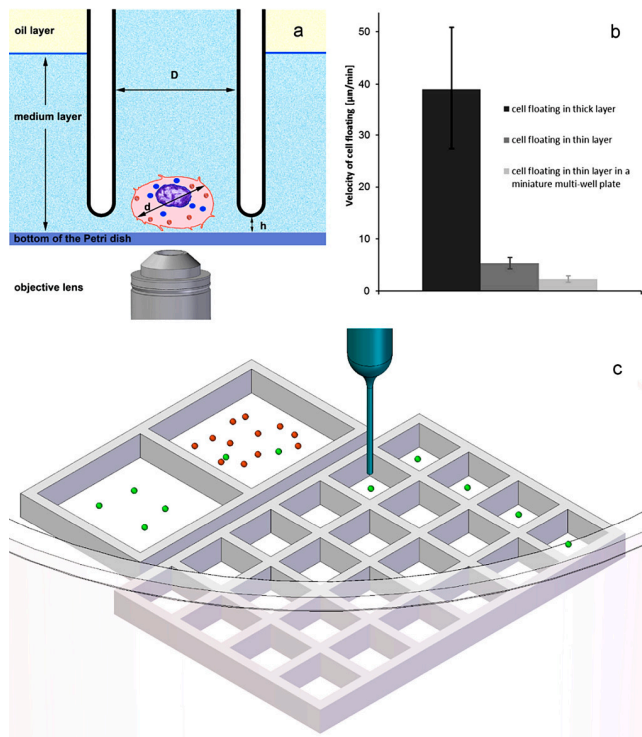 oil layer
a
D
medium layer
d
h
bottom of the Petri dish
objective lens
b
Velocity of cell floating [µm/min]
50
40
30
20
10
0
cell floating in thick layer
cell floating in thin layer
cell floating in thin layer in a
miniature multi-well plate
c